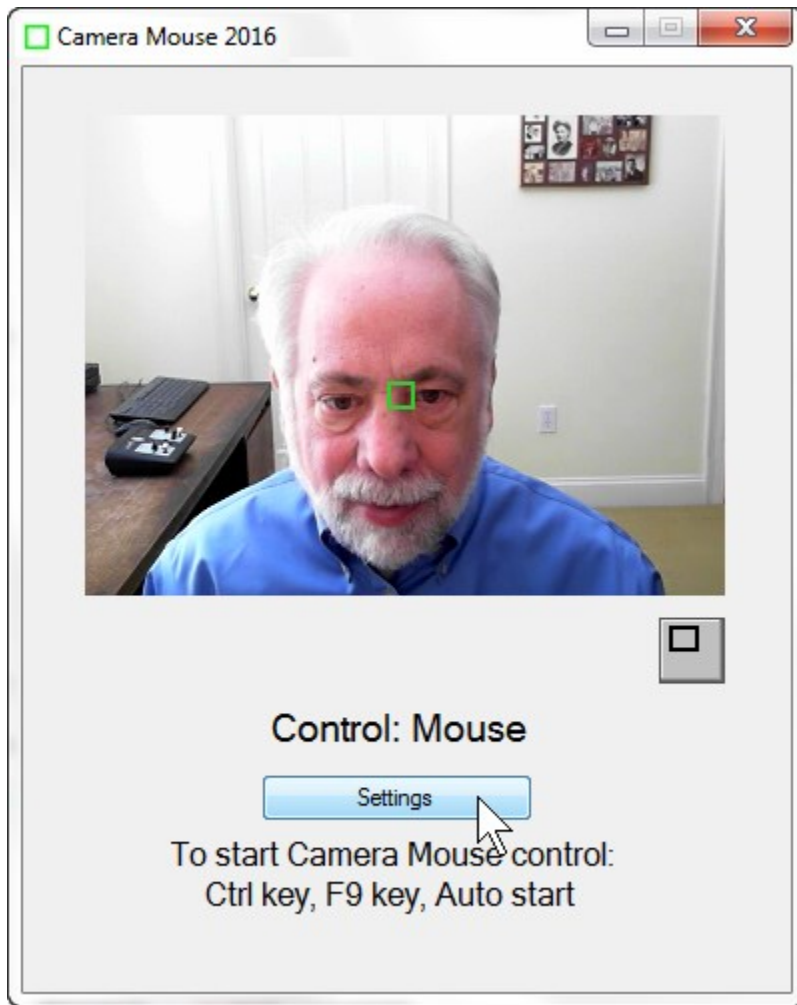 Camera Mouse 2016
Control: Mouse
Settings
To start Camera Mouse control:
Ctrl key, F9 key, Auto start